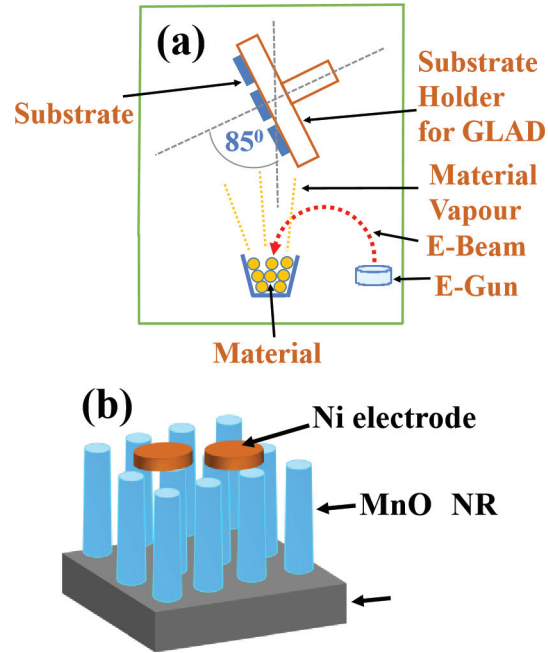 (a)
Substrate
Substrate
Holder
for GLAD
85⁰
Material
Vapour
E-Beam
E-Gun
Material
(b)
Ni electrode
MnO NR